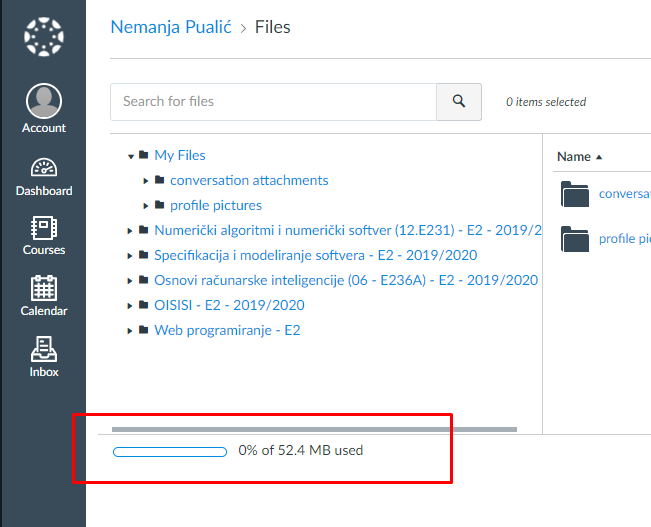 Nemanja Pualić > Files
Account
Dashboard
Courses
Calendar
Inbox
Search for files
0 items selected
My Files
conversation attachments
profile pictures
Numerički algoritmi i numerički softver (12.E231) - E2 - 2019/2
Specifikacija i modeliranje softvera - E2 - 2019/2020
Osnovi računarske inteligencije (06 - E236A) - E2 - 2019/2020
OISISI - E2 - 2019/2020
Web programiranje - E2
Name
conversa
profile pi
0% of 52.4 MB used